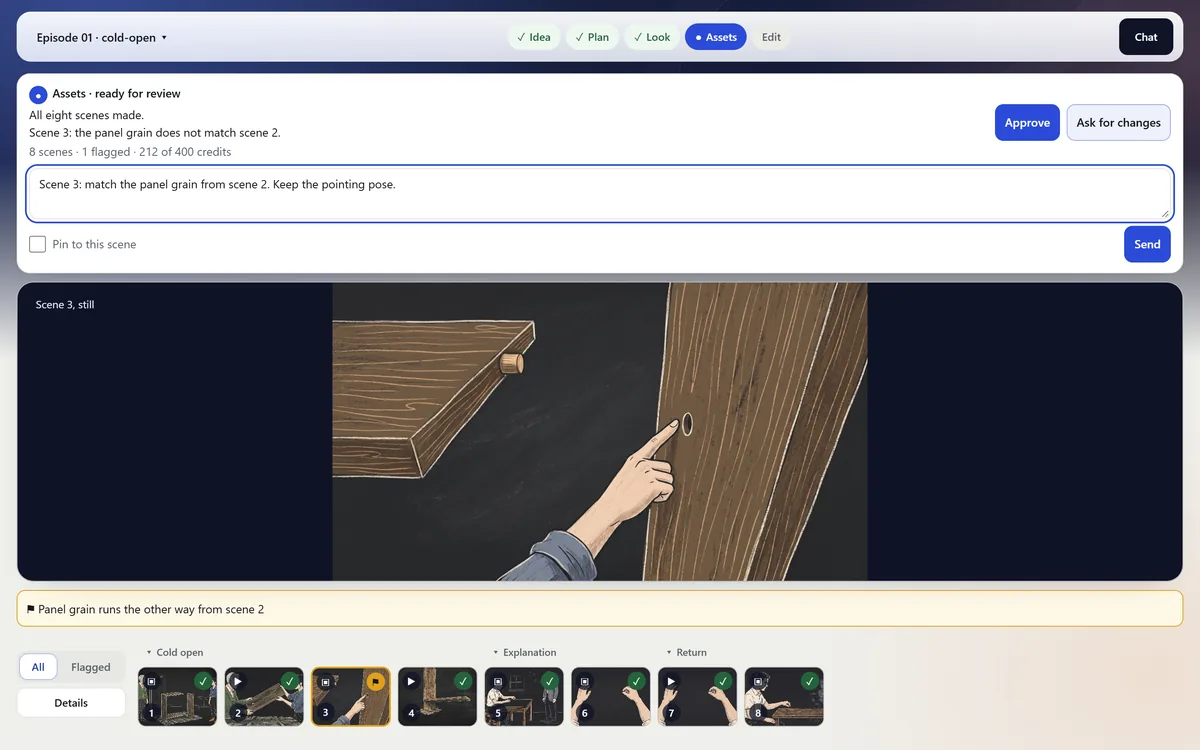 Episode 01 · cold-open ▾
✓ Idea
✓ Plan
✓ Look
● Assets
Edit
Chat
Assets · ready for review
All eight scenes made.
Scene 3: the panel grain does not match scene 2.
8 scenes · 1 flagged · 212 of 400 credits
Approve
Ask for changes
Scene 3: match the panel grain from scene 2. Keep the pointing pose.
Pin to this scene
Send
Scene 3, still
⚑ Panel grain runs the other way from scene 2
All
Flagged
Details
▾ Cold open
▾ Explanation
▾ Return
1
2
3
4
5
6
7
8